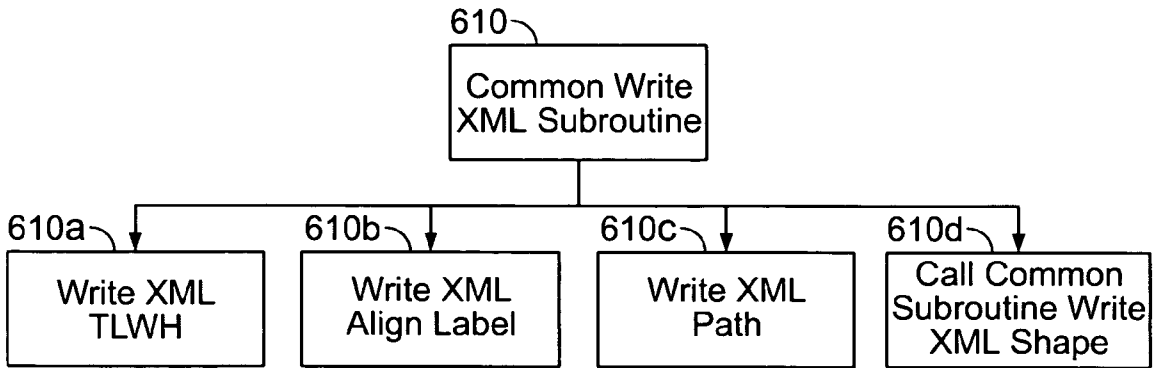 610
Common Write
XML Subroutine
610a
Write XML
TLWH
610b
Write XML
Align Label
610c
Write XML
Path
610d
Call Common
Subroutine Write
XML Shape